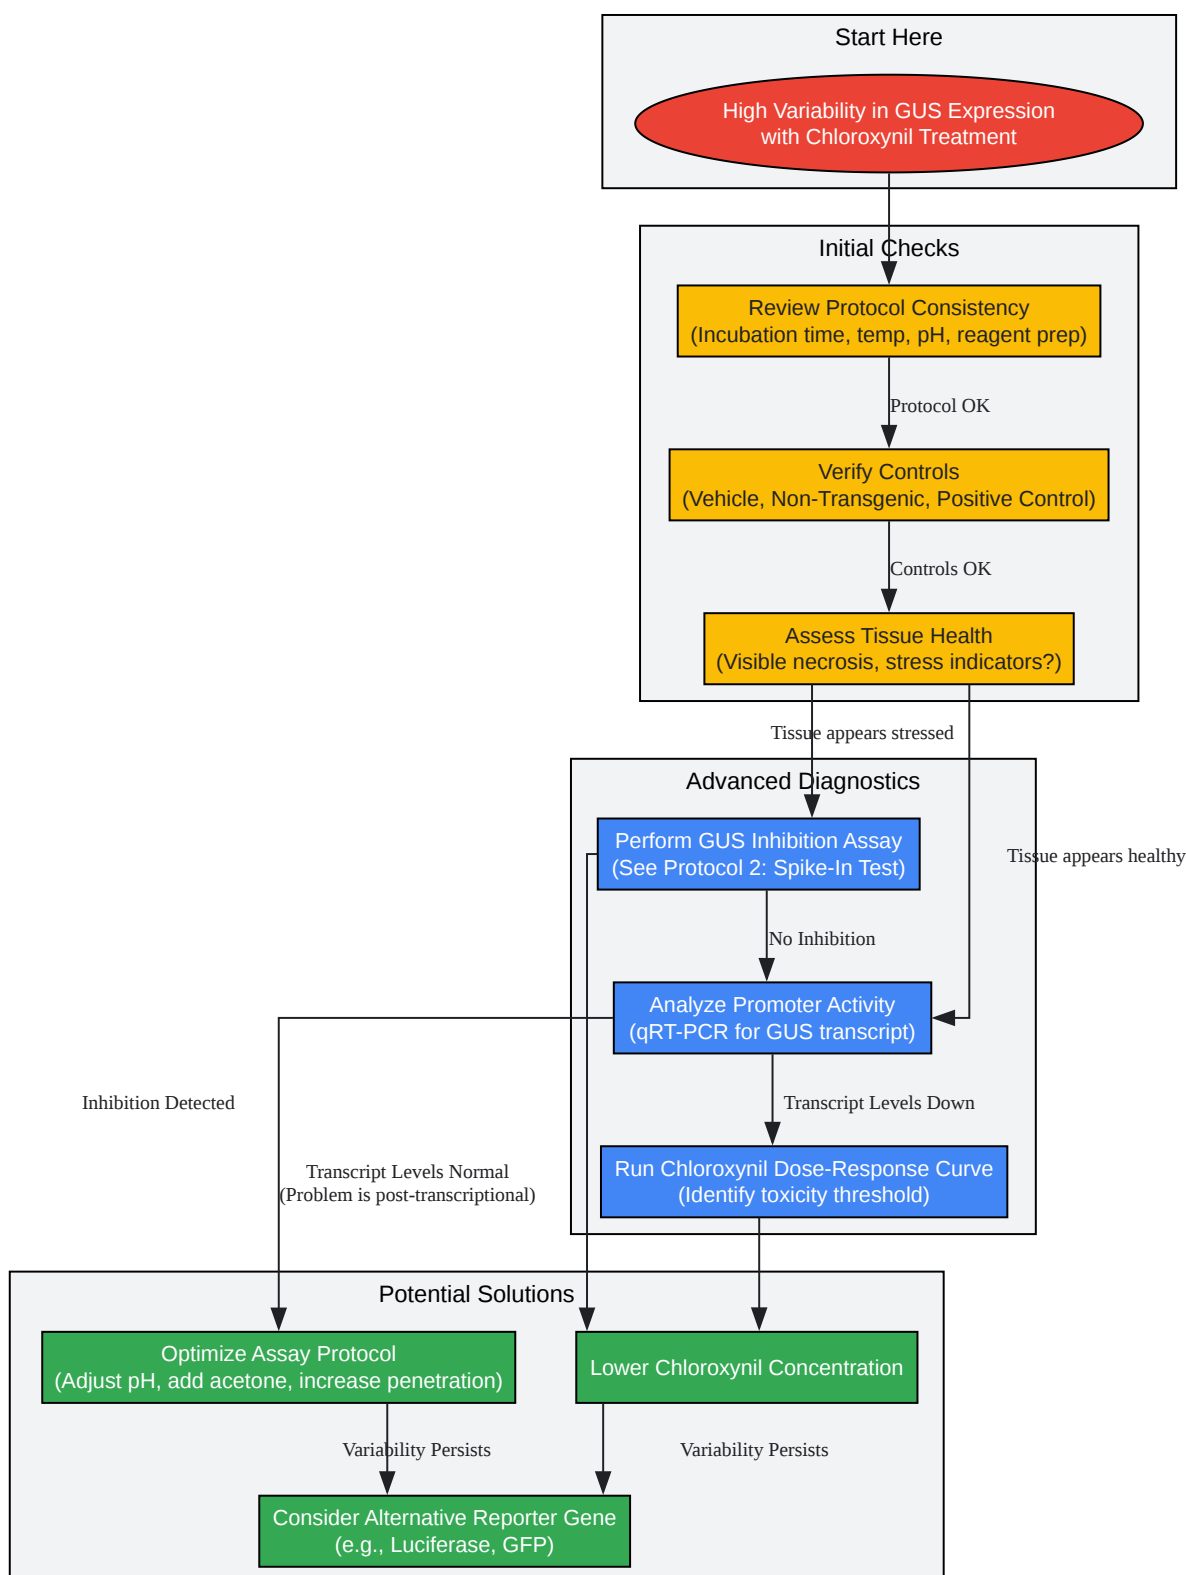 Start Here
High Variability in GUS Expression
with Chloroxynil Treatment
Initial Checks
Review Protocol Consistency
(Incubation time, temp, pH, reagent prep)
Protocol OK
Verify Controls
(Vehicle, Non-Transgenic, Positive Control)
Controls OK
Assess Tissue Health
(Visible necrosis, stress indicators?)
Tissue appears stressed
Advanced Diagnostics
Perform GUS Inhibition Assay
(See Protocol 2: Spike-In Test)
Tissue appears healthy
No Inhibition
Analyze Promoter Activity
(qRT-PCR for GUS transcript)
Inhibition Detected
Transcript Levels Down
Transcript Levels Normal
(Problem is post-transcriptional)
Run Chloroxynil Dose-Response Curve
(Identify toxicity threshold)
Potential Solutions
Optimize Assay Protocol
(Adjust pH, add acetone, increase penetration)
Lower Chloroxynil Concentration
Variability Persists
Variability Persists
Consider Alternative Reporter Gene
(e.g., Luciferase, GFP)